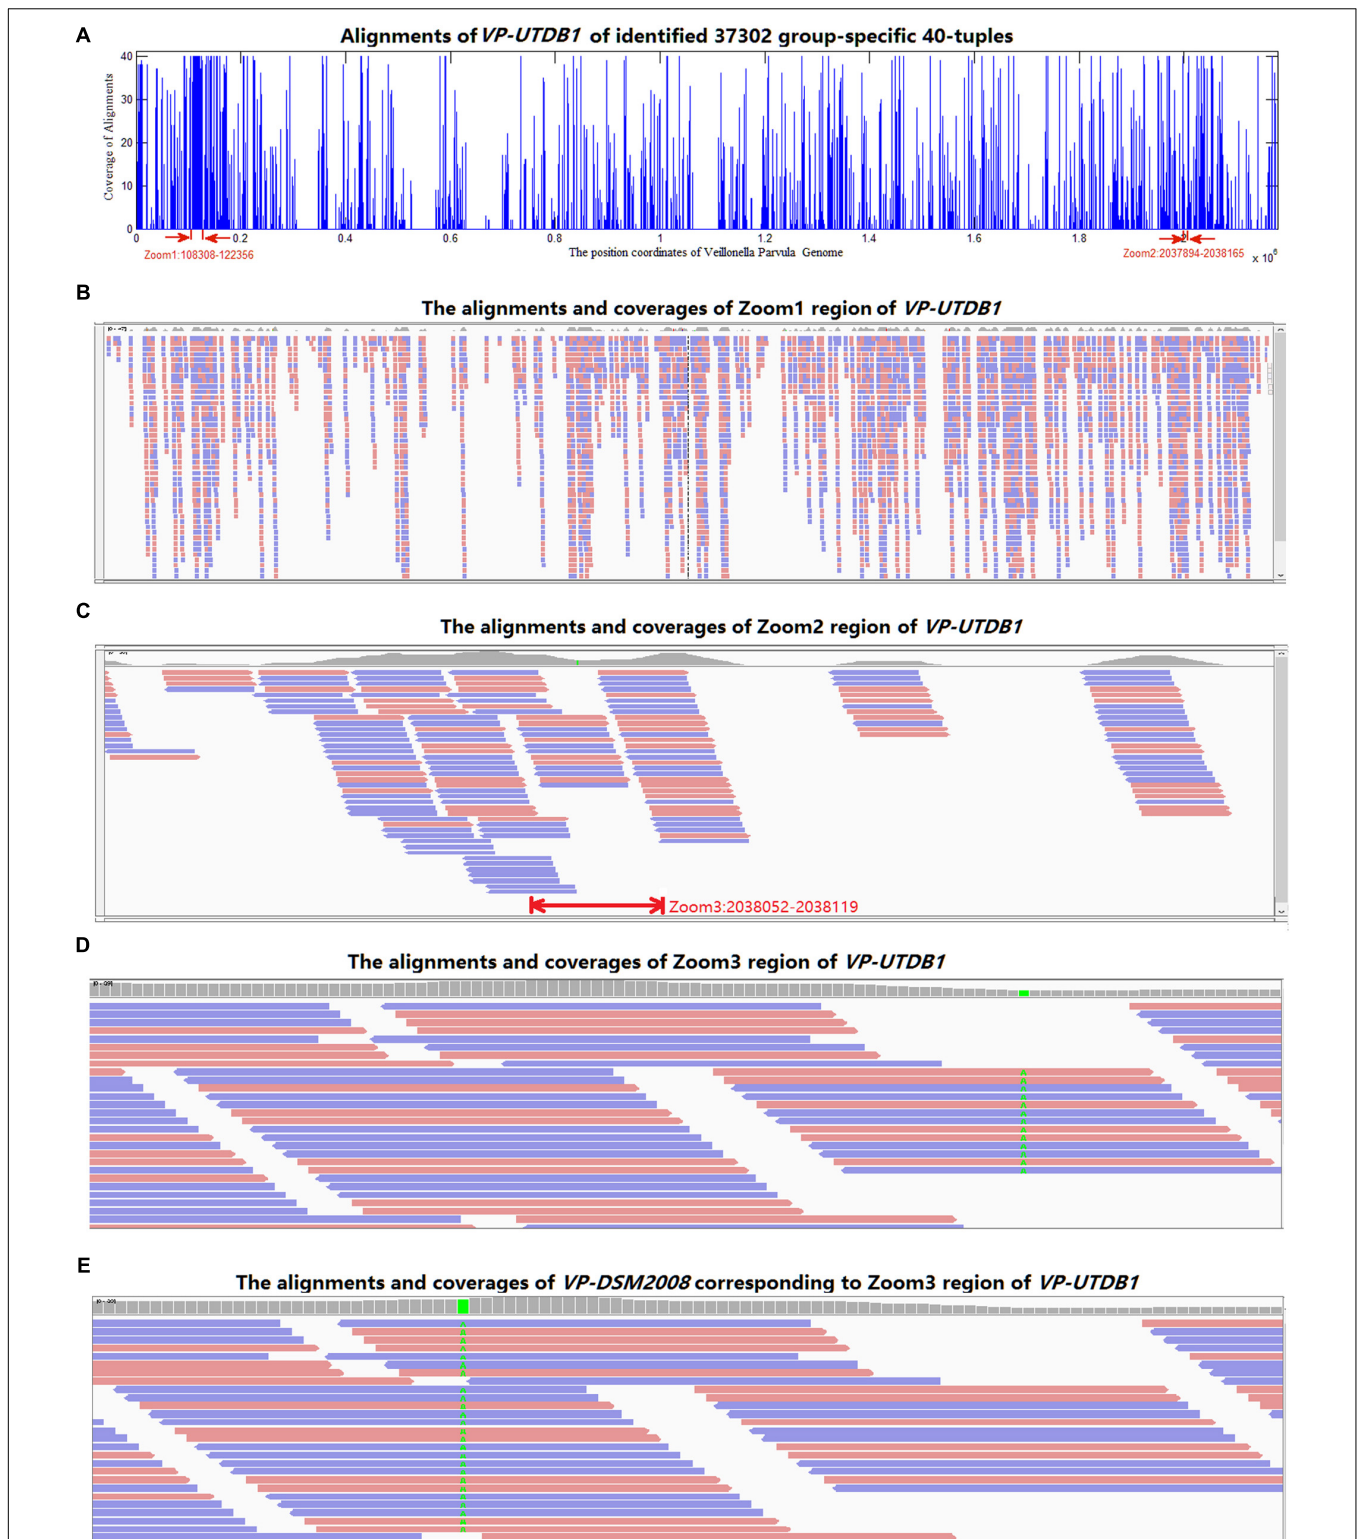 A
Alignments of VP-UTDB1 of identified 37302 group-specific 40-tuples
Coverage of Alignments
40
30
20
10
0
0 0.2 0.4 0.6 0.8 1 1.2 1.4 1.6 1.8 2
Zoom1:108308-122356
The position coordinates of Veillonella Parvula Genome
Zoom2:2037894-2038165
x 10^6
B
The alignments and coverages of Zoom1 region of VP-UTDB1
C
The alignments and coverages of Zoom2 region of VP-UTDB1
Zoom3:2038052-2038119
D
The alignments and coverages of Zoom3 region of VP-UTDB1
E
The alignments and coverages of VP-DSM2008 corresponding to Zoom3 region of VP-UTDB1